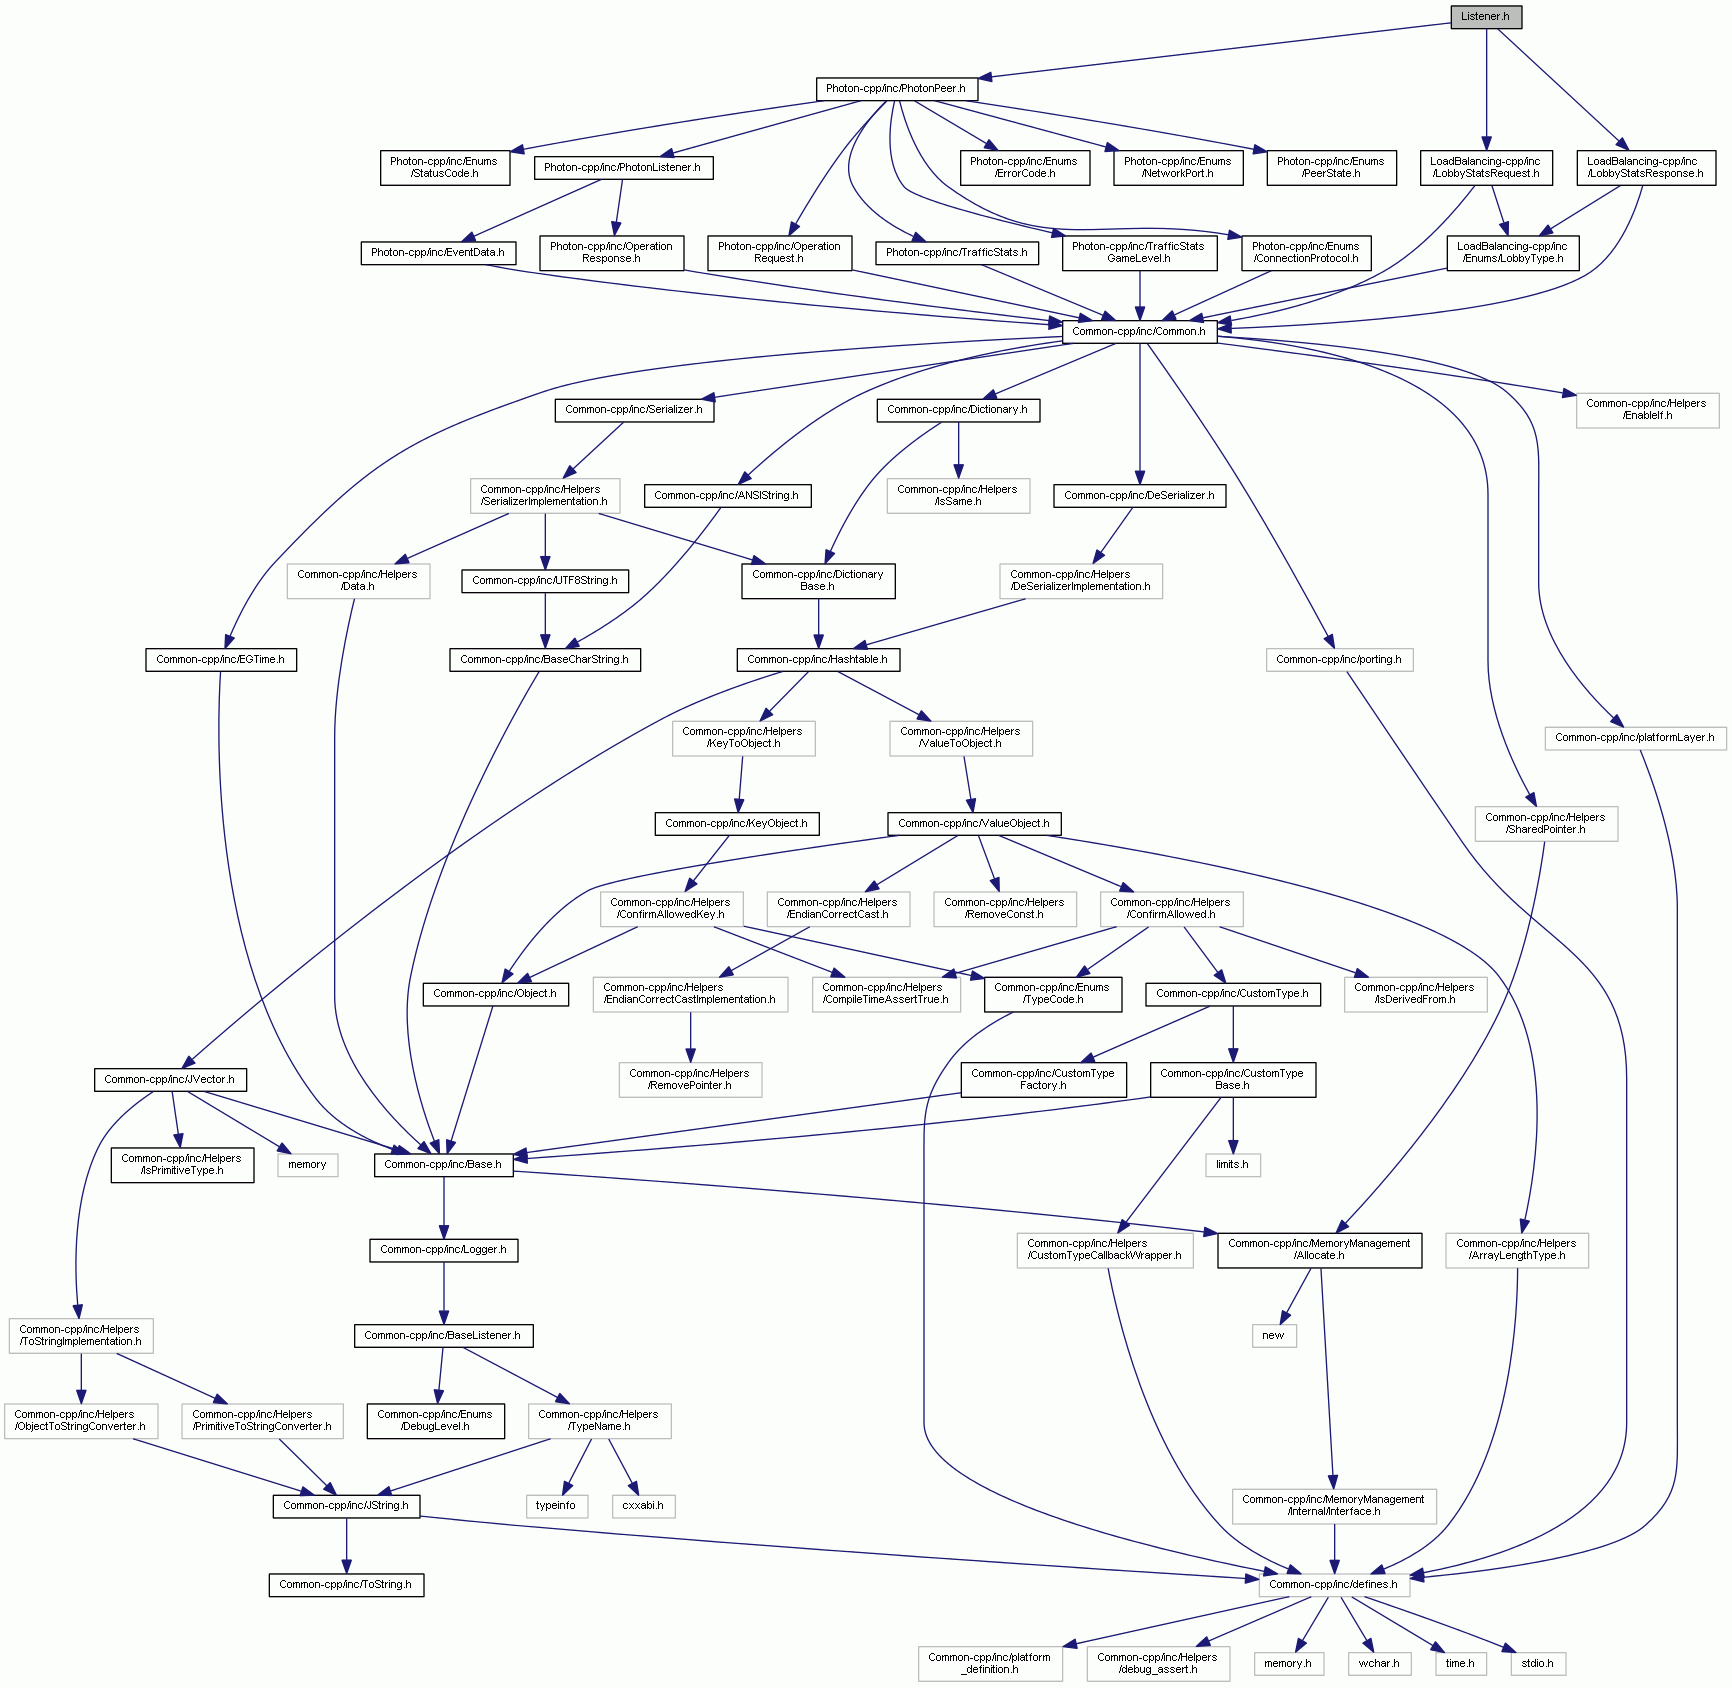 Listener.h
Photon-cpp/inc/PhotonPeer.h
Photon-cpp/inc/Enums
/StatusCode.h
Photon-cpp/inc/PhotonListener.h
Photon-cpp/inc/Enums
/ErrorCode.h
Photon-cpp/inc/Enums
/NetworkPort.h
Photon-cpp/inc/Enums
/PeerState.h
LoadBalancing-cpp/inc
/LobbyStatsRequest.h
LoadBalancing-cpp/inc
/LobbyStatsResponse.h
Photon-cpp/inc/EventData.h
Photon-cpp/inc/Operation
Response.h
Photon-cpp/inc/Operation
Request.h
Photon-cpp/inc/TrafficStats.h
Photon-cpp/inc/TrafficStats
GameLevel.h
Photon-cpp/inc/Enums
/ConnectionProtocol.h
LoadBalancing-cpp/inc
/Enums/LobbyType.h
Common-cpp/inc/Common.h
Common-cpp/inc/Serializer.h
Common-cpp/inc/Dictionary.h
Common-cpp/inc/Helpers
/EnableIf.h
Common-cpp/inc/Helpers
/SerializerImplementation.h
Common-cpp/inc/ANSIString.h
Common-cpp/inc/Helpers
/IsSame.h
Common-cpp/inc/DeSerializer.h
Common-cpp/inc/Helpers
/Data.h
Common-cpp/inc/UTF8String.h
Common-cpp/inc/Dictionary
Base.h
Common-cpp/inc/Helpers
/DeSerializerImplementation.h
Common-cpp/inc/EGTime.h
Common-cpp/inc/BaseCharString.h
Common-cpp/inc/Hashtable.h
Common-cpp/inc/porting.h
Common-cpp/inc/Helpers
/KeyToObject.h
Common-cpp/inc/Helpers
/ValueToObject.h
Common-cpp/inc/platformLayer.h
Common-cpp/inc/KeyObject.h
Common-cpp/inc/ValueObject.h
Common-cpp/inc/Helpers
/SharedPointer.h
Common-cpp/inc/Helpers
/ConfirmAllowedKey.h
Common-cpp/inc/Helpers
/EndianCorrectCast.h
Common-cpp/inc/Helpers
/RemoveConst.h
Common-cpp/inc/Helpers
/ConfirmAllowed.h
Common-cpp/inc/Object.h
Common-cpp/inc/Helpers
/EndianCorrectCastImplementation.h
Common-cpp/inc/Helpers
/CompileTimeAssertTrue.h
Common-cpp/inc/Enums
/TypeCode.h
Common-cpp/inc/CustomType.h
Common-cpp/inc/Helpers
/IsDerivedFrom.h
Common-cpp/inc/JVector.h
Common-cpp/inc/Helpers
/RemovePointer.h
Common-cpp/inc/CustomType
Factory.h
Common-cpp/inc/CustomType
Base.h
Common-cpp/inc/Helpers
/IsPrimitiveType.h
memory
Common-cpp/inc/Base.h
limits.h
Common-cpp/inc/Logger.h
Common-cpp/inc/Helpers
/CustomTypeCallbackWrapper.h
Common-cpp/inc/MemoryManagement
/Allocate.h
Common-cpp/inc/Helpers
/ArrayLengthType.h
Common-cpp/inc/Helpers
/ToStringImplementation.h
Common-cpp/inc/BaseListener.h
new
Common-cpp/inc/Helpers
/ObjectToStringConverter.h
Common-cpp/inc/Helpers
/PrimitiveToStringConverter.h
Common-cpp/inc/Enums
/DebugLevel.h
Common-cpp/inc/Helpers
/TypeName.h
Common-cpp/inc/JString.h
typeinfo
cxxabi.h
Common-cpp/inc/MemoryManagement
/Internal/Interface.h
Common-cpp/inc/ToString.h
Common-cpp/inc/defines.h
Common-cpp/inc/platform
_definition.h
Common-cpp/inc/Helpers
/debug_assert.h
memory.h
wchar.h
time.h
stdio.h